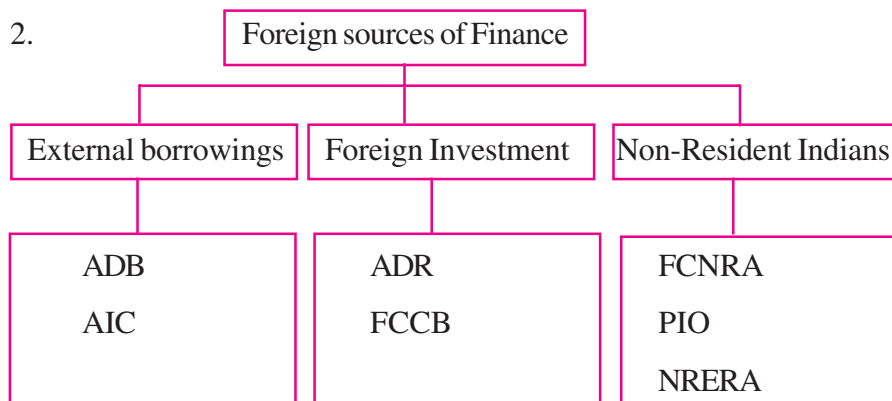 2.
Foreign sources of Finance
External borrowings
Foreign Investment
Non-Resident Indians
ADB
AIC
ADR
FCCB
FCNRA
PIO
NRERA